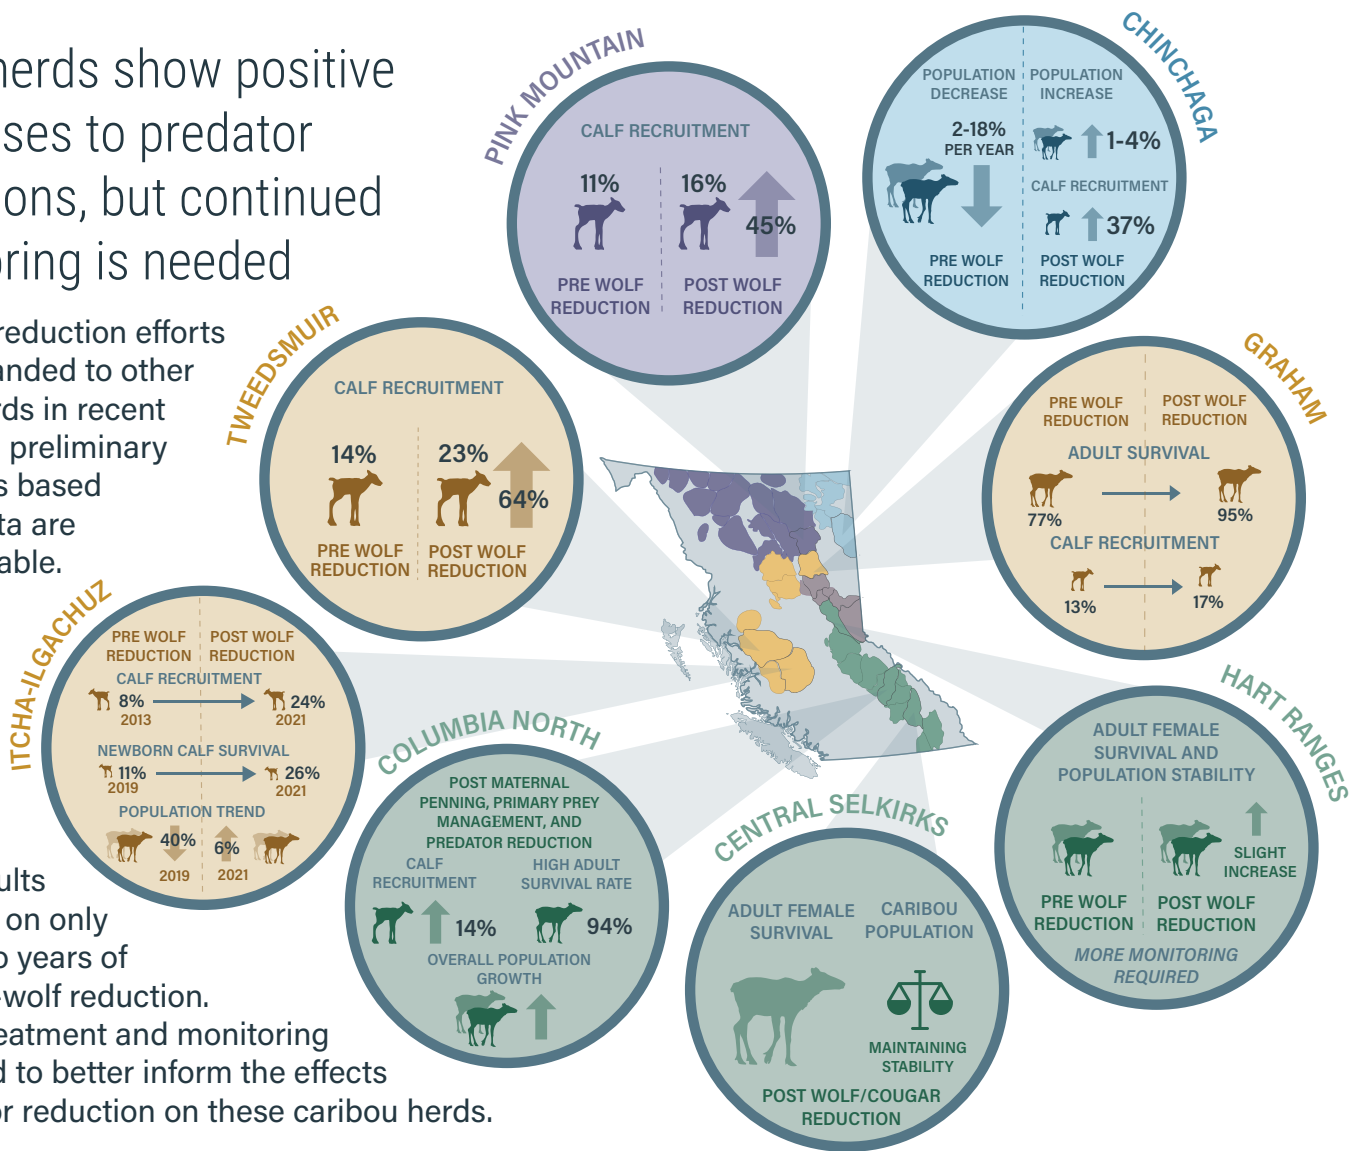 herds show positive
ses to predator
ons, but continued
oring is needed
reduction efforts
anded to other
rds in recent
preliminary
s based
ta are
able.
ults
on only
o years of
-wolf reduction.
eatment and monitoring
d to better inform the effects
or reduction on these caribou herds.
PINK MOUNTAIN
CALF RECRUITMENT
11%
16%
45%
PRE WOLF
REDUCTION
POST WOLF
REDUCTION
CHINCHAGA
POPULATION
DECREASE
POPULATION
INCREASE
2-18%
PER YEAR
1-4%
CALF RECRUITMENT
37%
PRE WOLF
REDUCTION
POST WOLF
REDUCTION
TWEEDSMUIR
CALF RECRUITMENT
14%
23%
64%
PRE WOLF
REDUCTION
POST WOLF
REDUCTION
GRAHAM
PRE WOLF
REDUCTION
POST WOLF
REDUCTION
ADULT SURVIVAL
77%
95%
CALF RECRUITMENT
13%
17%
ITCHA-ILGACHUZ
PRE WOLF
REDUCTION
POST WOLF
REDUCTION
CALF RECRUITMENT
8%
2013
24%
2021
NEWBORN CALF SURVIVAL
11%
2019
26%
2021
POPULATION TREND
40%
6%
2019
2021
COLUMBIA NORTH
POST MATERNAL
PENNING, PRIMARY PREY
MANAGEMENT, AND
PREDATOR REDUCTION
CALF
RECRUITMENT
HIGH ADULT
SURVIVAL RATE
14%
94%
OVERALL POPULATION
GROWTH
CENTRAL SELKIRKS
ADULT FEMALE
SURVIVAL
CARIBOU
POPULATION
MAINTAINING
STABILITY
POST WOLF/COUGAR
REDUCTION
HART RANGES
ADULT FEMALE
SURVIVAL AND
POPULATION STABILITY
SLIGHT
INCREASE
PRE WOLF
REDUCTION
POST WOLF
REDUCTION
MORE MONITORING
REQUIRED